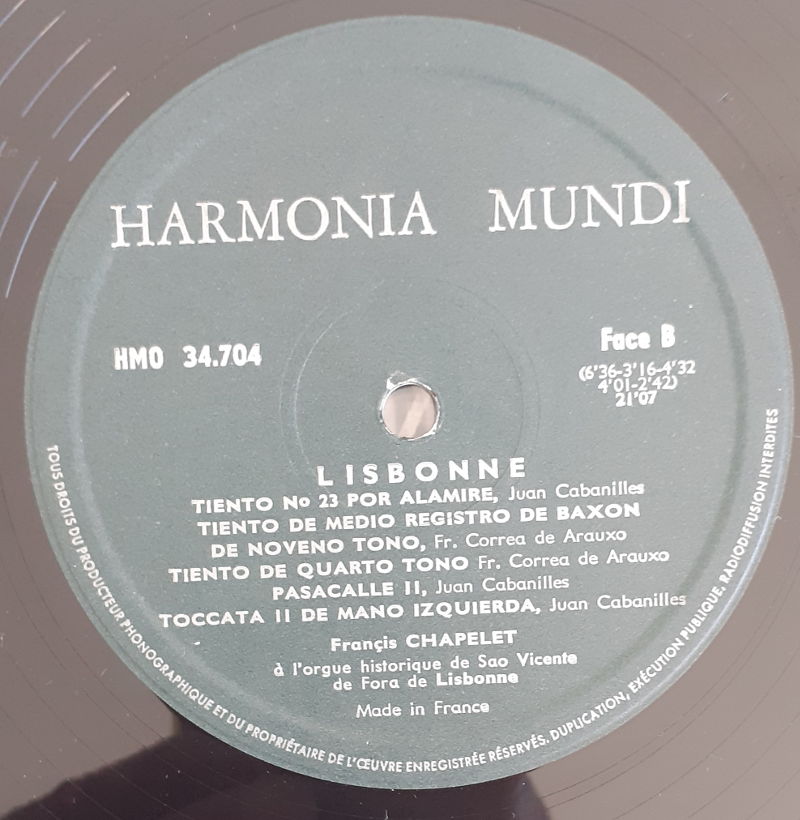 HARMONIA MUNDI
HMO 34.704
Face B
(6'36-3'16-4'32
4'01-2'42)
21'07
LISBONNE
TIENTO No 23 POR ALAMIRE, Juan Cabanilles
TIENTO DE MEDIO REGISTRO DE BAXON
DE NOVENO TONO, Fr. Correa de Arauxo
TIENTO DE QUARTO TONO Fr. Correa de Arauxo
PASACALLE II, Juan Cabanilles
TOCCATA II DE MANO IZQUIERDA, Juan Cabanilles
Françis CHAPELET
à l'orgue historique de Sao Vicente
de Fora de Lisbonne
Made in France
TOUS DROITS DU PRODUCTEUR PHONOGRAPHIQUE ET DU PROPRIÉTAIRE DE L'ŒUVRE ENREGISTRÉE RÉSERVÉS. DUPLICATION, EXÉCUTION PUBLIQUE, RADIODIFFUSION INTERDITES